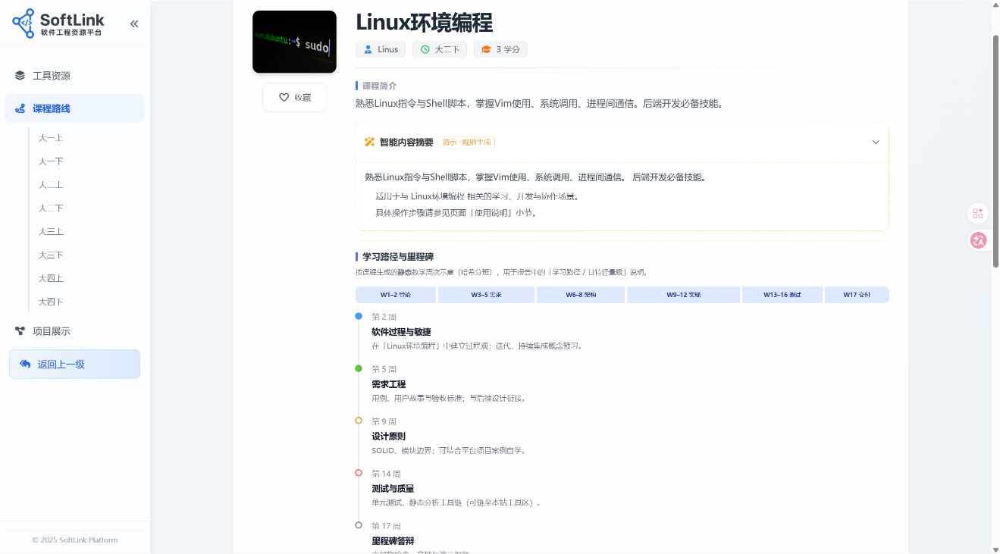 SoftLink
软件工程资源平台
工具资源
课程路线
大一上
大一下
大二上
大二下
大三上
大三下
大四上
大四下
项目展示
返回上一级
© 2025 SoftLink Platform
:~$ sudo
收藏
Linux环境编程
Linus
大二下
3 学分
课程简介
熟悉Linux指令与Shell脚本，掌握Vim使用、系统调用、进程间通信。后端开发必备技能。
智能内容摘要
演示 · 规则生成
熟悉Linux指令与Shell脚本，掌握Vim使用、系统调用、进程间通信。 后端开发必备技能。
适用于与 Linux环境编程 相关的学习、开发与协作场景。
具体操作步骤请参见页面「使用说明」小节。
学习路径与里程碑
按课程生成的静态教学周次示意（哈希分班），用于报告中的「学习路径 / 甘特轻量版」说明。
W1–2 导论
W3–5 需求
W6–8 架构
W9–12 实现
W13–16 测试
W17 交付
第 2 周
软件过程与敏捷
在「Linux环境编程」中建立过程观：迭代、持续集成概念预习。
第 5 周
需求工程
用例、用户故事与验收标准；与后续设计衔接。
第 9 周
设计原则
SOLID、模块边界；可结合平台项目案例自学。
第 14 周
测试与质量
单元测试、静态分析工具链（可链至本站工具区）。
第 17 周
里程碑答辩